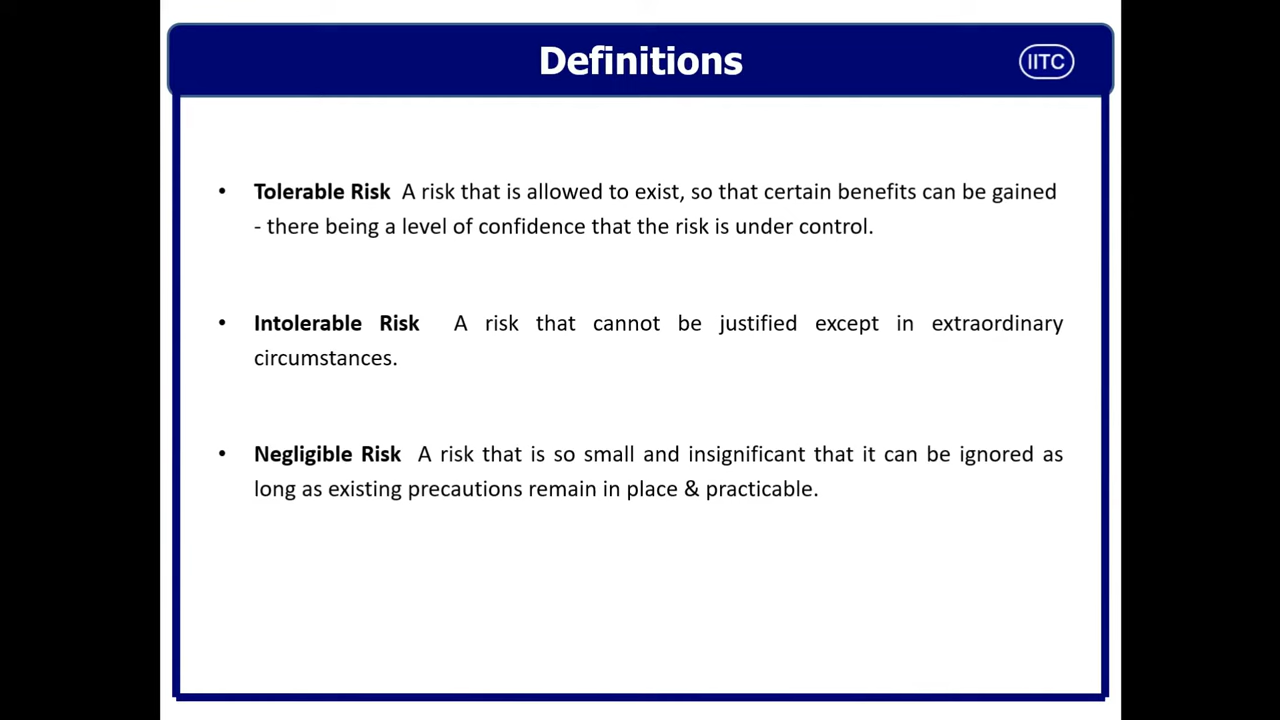 Definitions
IITC
• Tolerable Risk A risk that is allowed to exist, so that certain benefits can be gained
- there being a level of confidence that the risk is under control.
• Intolerable Risk A risk that cannot be justified except in extraordinary
circumstances.
• Negligible Risk A risk that is so small and insignificant that it can be ignored as
long as existing precautions remain in place & practicable.